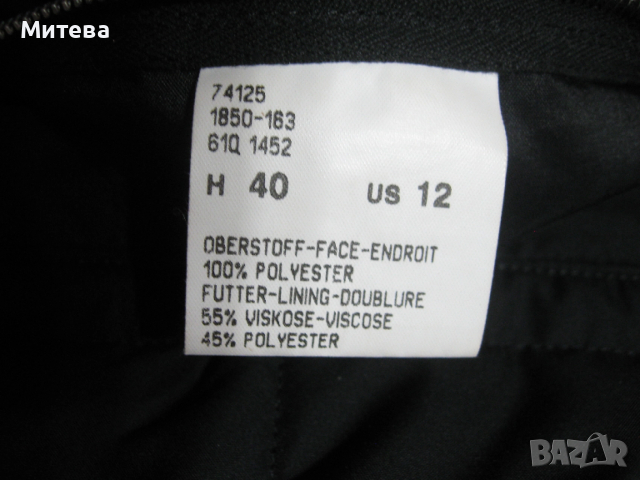 Митева
74125
1850-163
61Q 1452
H 40 US 12
OBERSTOFF-FACE-ENDROIT
100% POLYESTER
FUTTER-LINING-DOUBLURE
55% VISKOSE-VISCOSE
45% POLYESTER
BAZAR